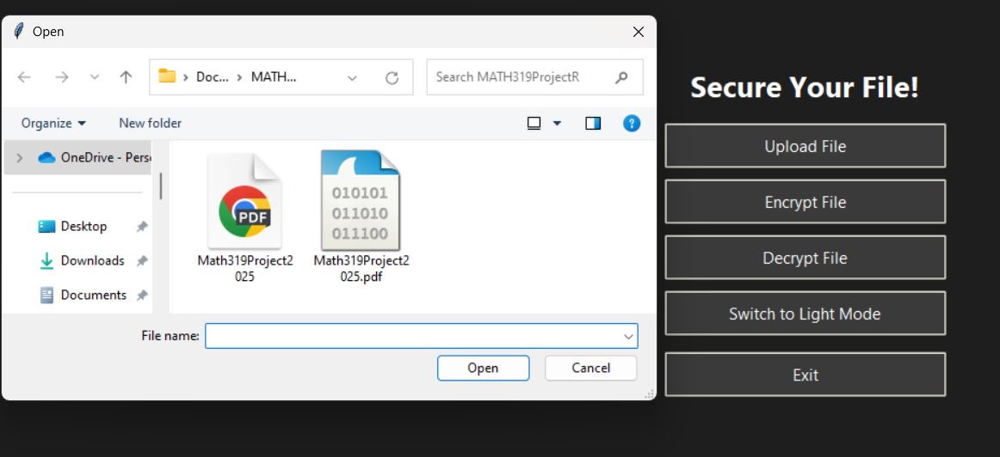 Open
Doc...
MATH...
Search MATH319ProjectR
Organize
New folder
?
OneDrive - Pers
Desktop
Downloads
Documents
PDF
Math319Project2
025
010101
011010
011100
Math319Project2
025.pdf
File name:
Open
Cancel
Secure Your File!
Upload File
Encrypt File
Decrypt File
Switch to Light Mode
Exit